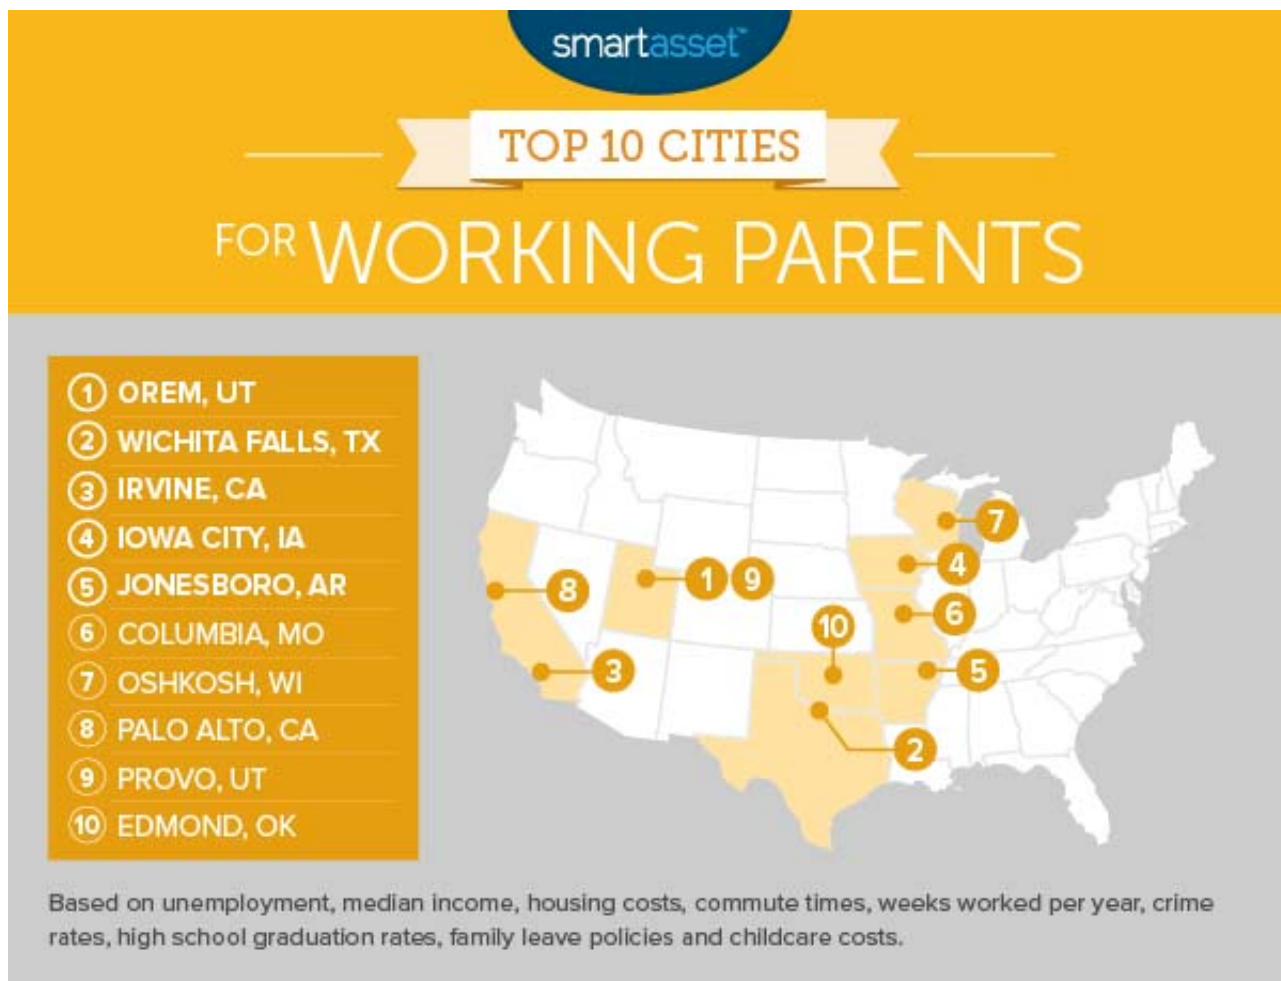 smartasset™
TOP 10 CITIES
FOR WORKING PARENTS
1 OREM, UT
2 WICHITA FALLS, TX
3 IRVINE, CA
4 IOWA CITY, IA
5 JONESBORO, AR
6 COLUMBIA, MO
7 OSHKOSH, WI
8 PALO ALTO, CA
9 PROVO, UT
10 EDMOND, OK
7
4
1 9
8
6
10
3
5
2
Based on unemployment, median income, housing costs, commute times, weeks worked per year, crime
rates, high school graduation rates, family leave policies and childcare costs.